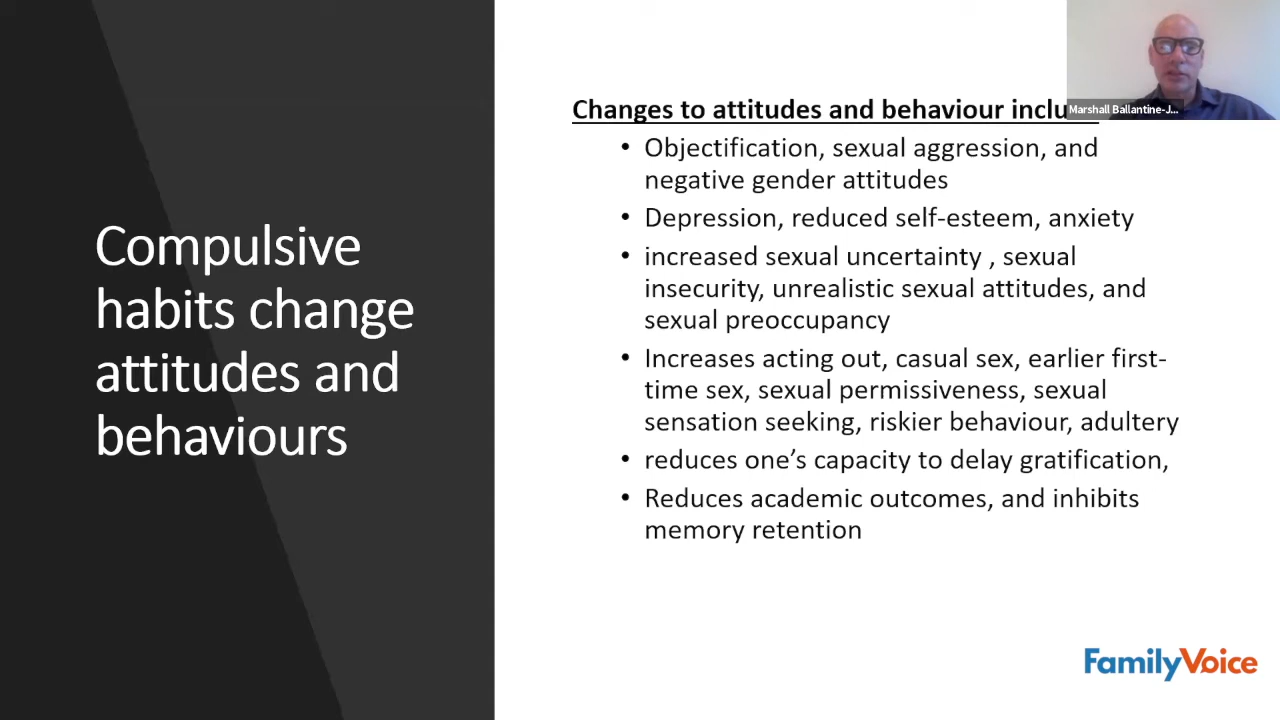 Compulsive
habits change
attitudes and
behaviours
Changes to attitudes and behaviour inclu
• Objectification, sexual aggression, and
negative gender attitudes
• Depression, reduced self-esteem, anxiety
• increased sexual uncertainty , sexual
insecurity, unrealistic sexual attitudes, and
sexual preoccupancy
• Increases acting out, casual sex, earlier first-
time sex, sexual permissiveness, sexual
sensation seeking, riskier behaviour, adultery
• reduces one's capacity to delay gratification,
• Reduces academic outcomes, and inhibits
memory retention
Marshall Ballantine-J...
FamilyVoice